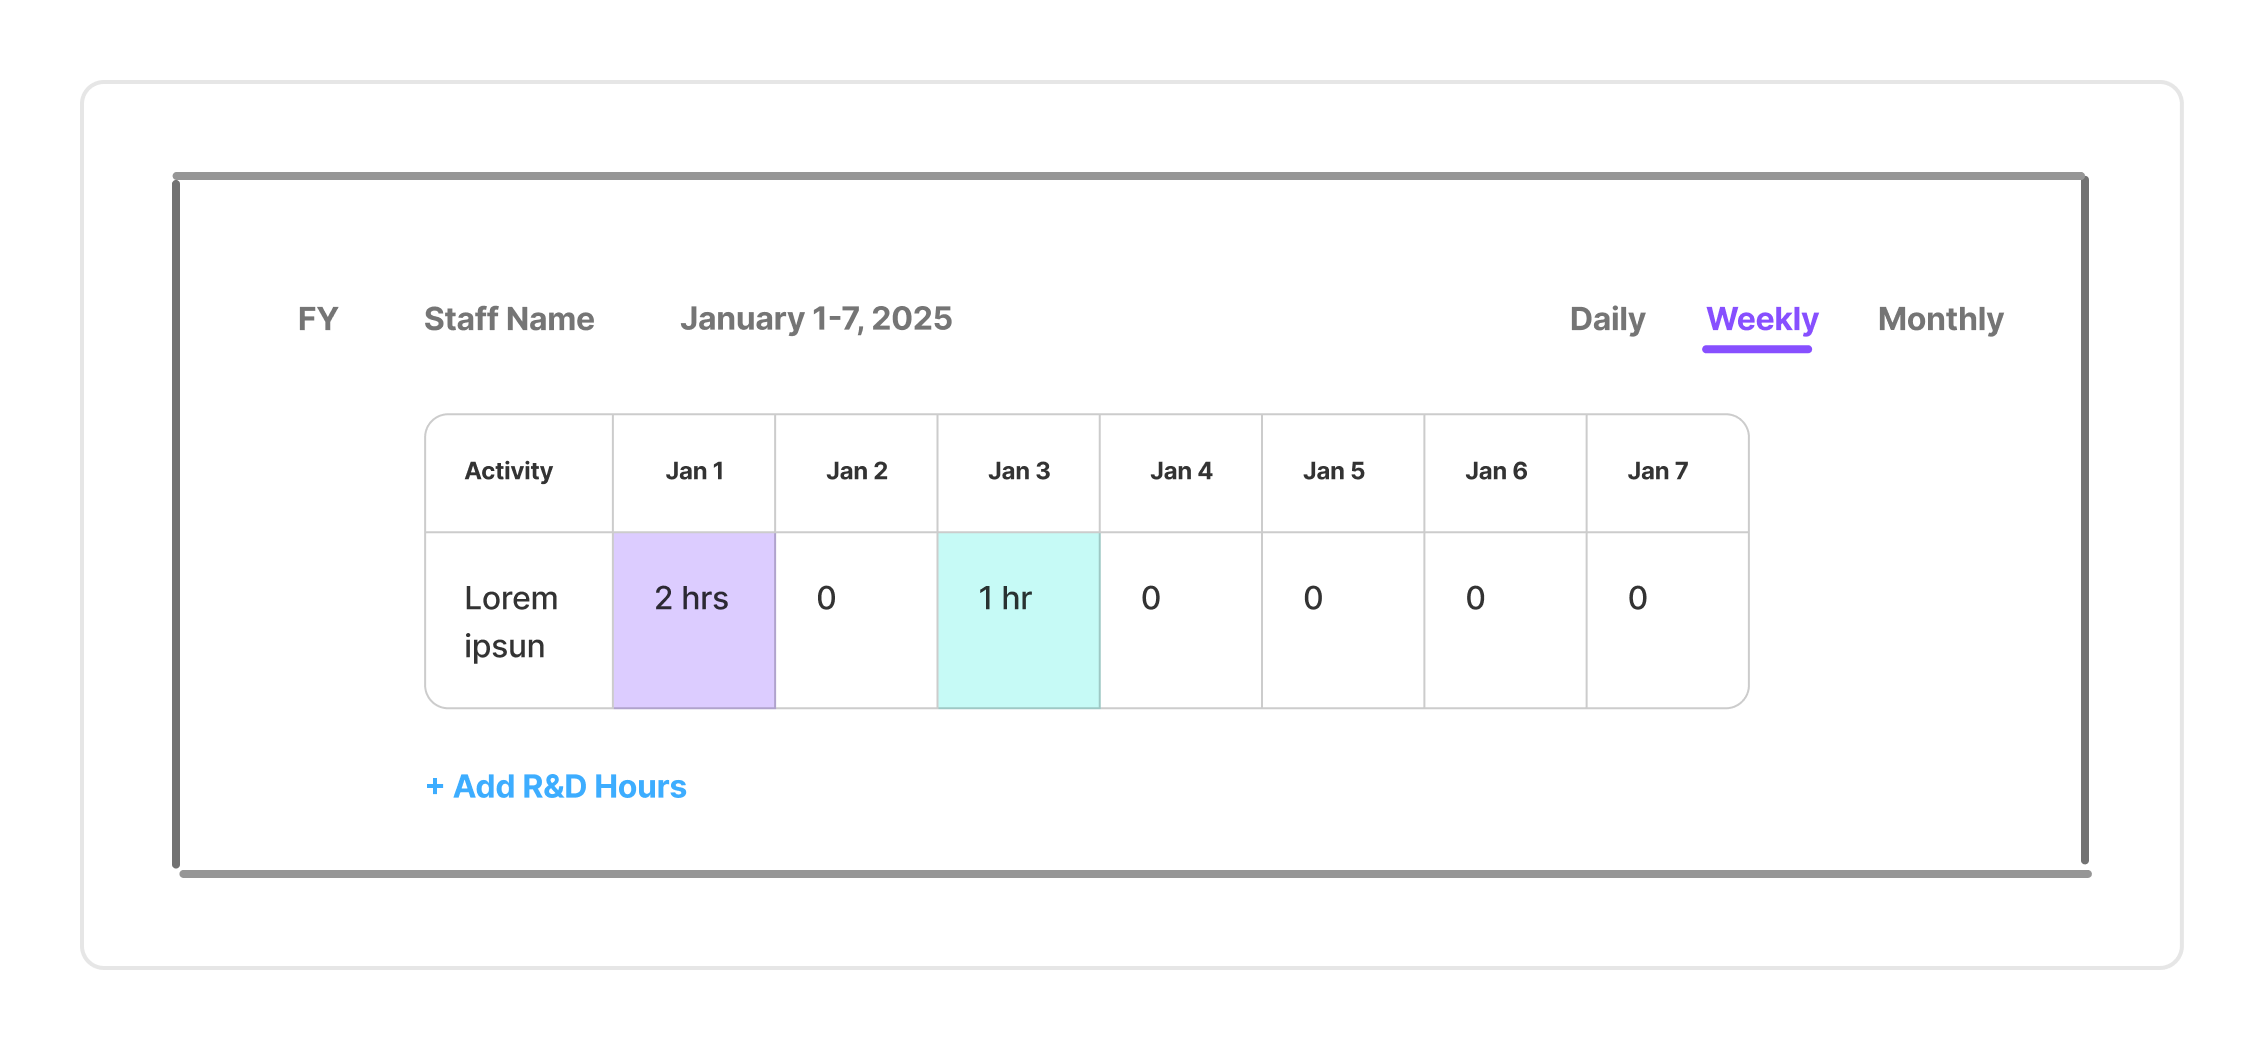 FY Staff Name January 1-7, 2025 Daily Weekly Monthly
Activity Jan 1 Jan 2 Jan 3 Jan 4 Jan 5 Jan 6 Jan 7
Lorem 2 hrs 0 1 hr 0 0 0 0
ipsun
+ Add R&D Hours